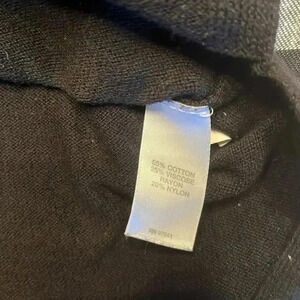 55% COTTON
25% VISCOSE
RAYON
20% NYLON